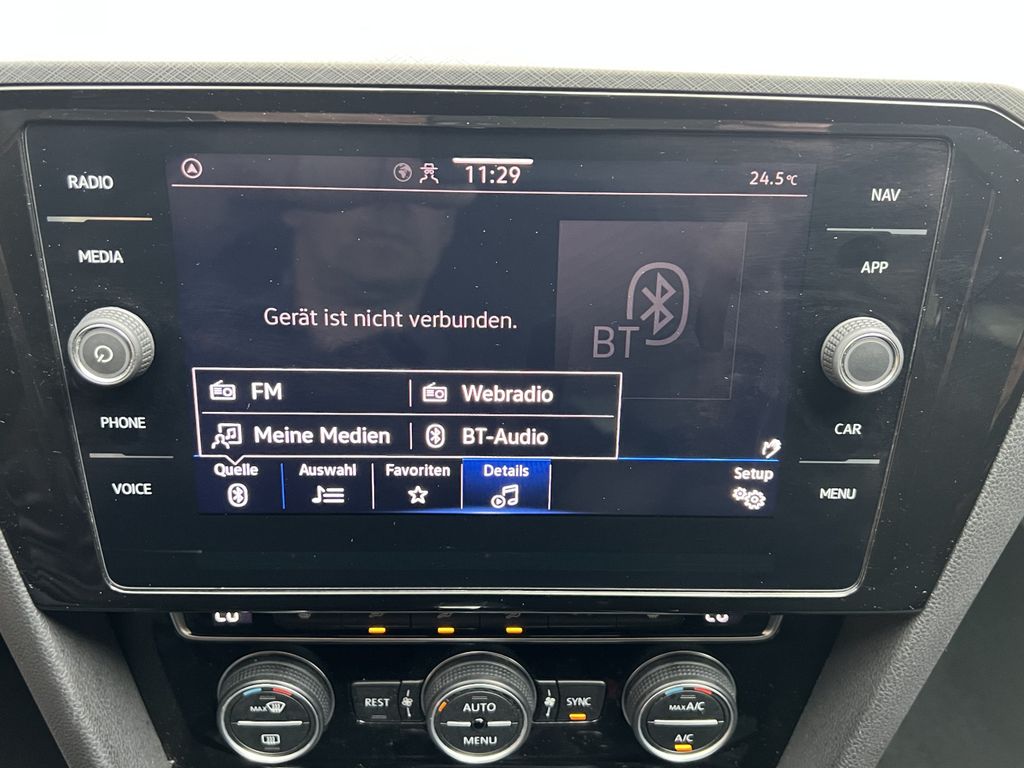 RADIO
MEDIA
PHONE
VOICE
11:29
24.5°C
Gerät ist nicht verbunden.
BT
FM
Webradio
Meine Medien
BT-Audio
Quelle
Auswahl
Favoriten
Details
Setup
NAV
APP
CAR
MENU
MAX
REST
AUTO
MENU
SYNC
MAX A/C
A/C